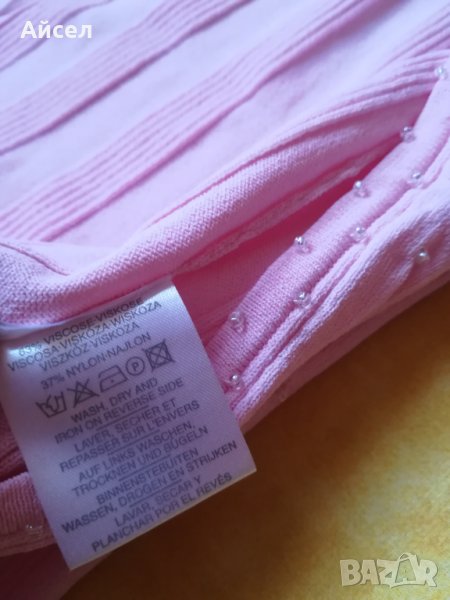 Айсел
63% VISCOSE-VISKOSE
VISCOSA-VISKOZA VISKOZA
VISZKÓZ VISKOZA
37% NYLON-NAJLON
WASH, DRY AND
IRON ON REVERSE SIDE
LAVER, SECHER ET
REPASSER SUR L'ENVERS
AUF LINKS WASCHEN,
TROCKNEN UND BÜGELN
BINNENSTEBUITEN
WASSEN, DROGEN EN STRIJKEN
LAVAR, SECAR Y
PLANCHAR POR EL REVÉS
BAZAR